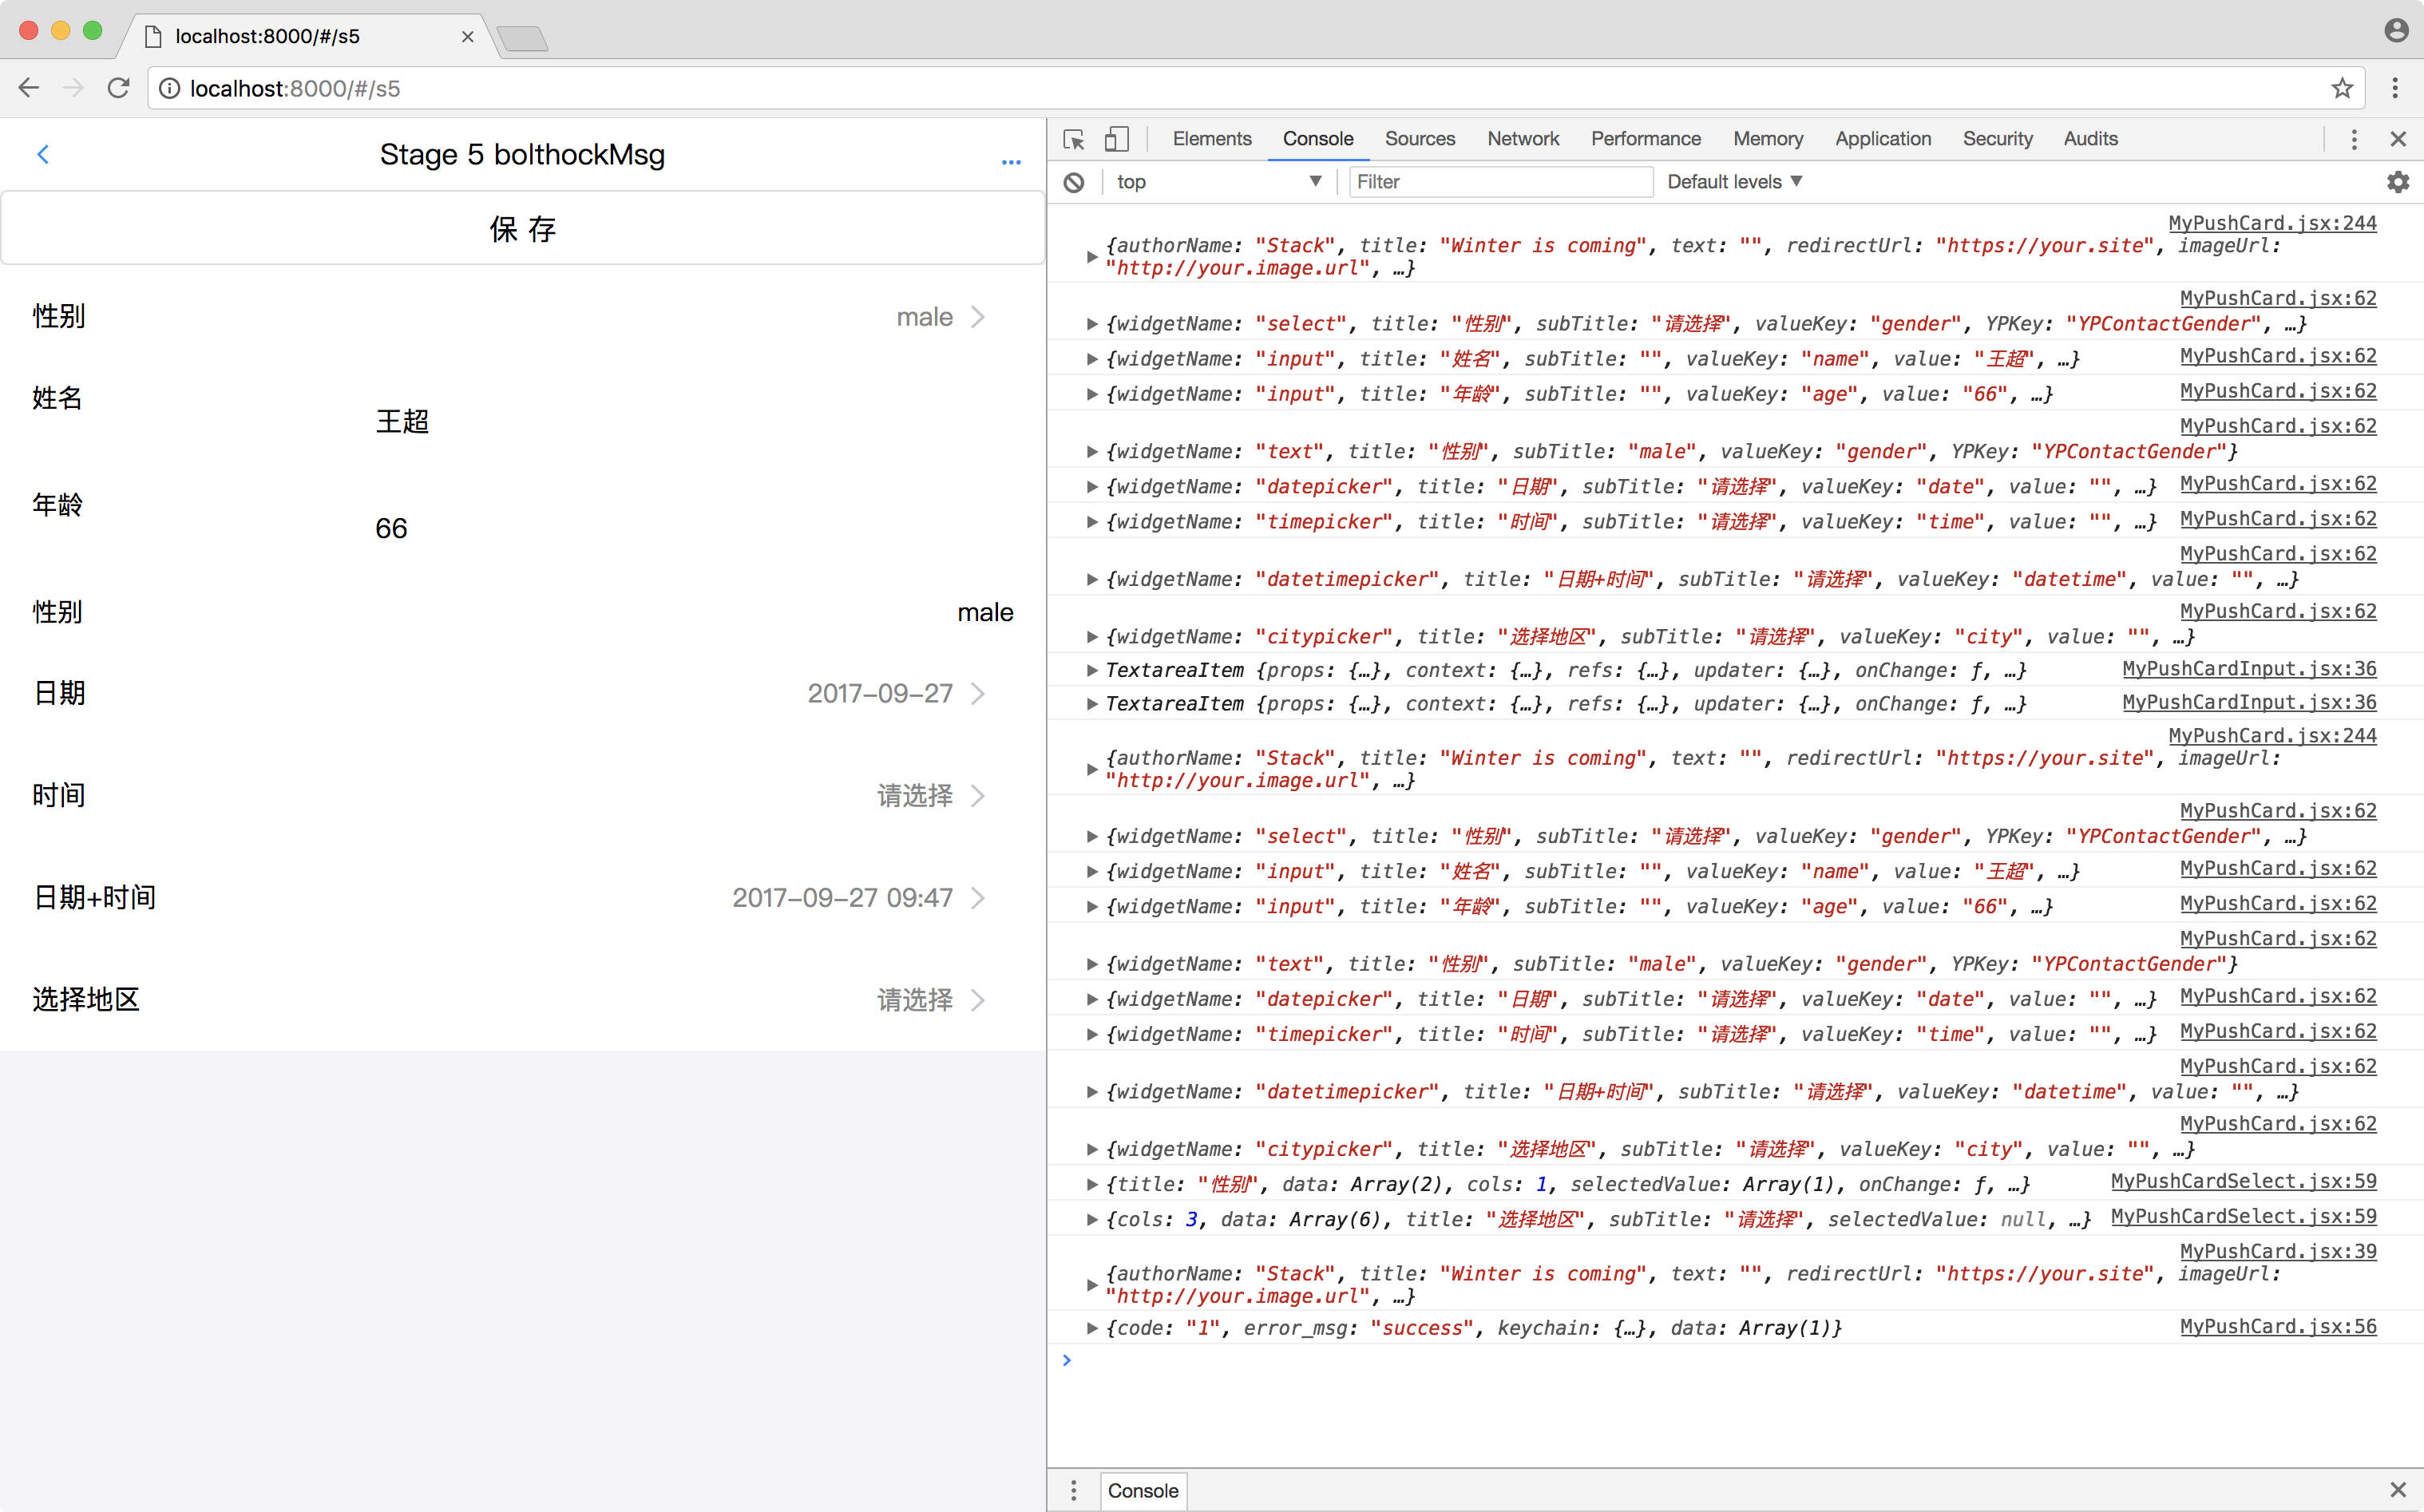 localhost:8000/#/s5
localhost:8000/#/s5
Stage 5 bolthockMsg
保 存
性别 male
姓名
王超
年龄
66
性别 male
日期 2017-09-27
时间 请选择
日期+时间 2017-09-27 09:47
选择地区 请选择
Elements Console Sources Network Performance Memory Application Security Audits
top Filter Default levels
MyPushCard.jsx:244
{authorName: "Stack", title: "Winter is coming", text: "", redirectUrl: "https://your.site", imageUrl:
"http://your.image.url", …}
MyPushCard.jsx:62
{widgetName: "select", title: "性别", subTitle: "请选择", valueKey: "gender", YPKey: "YPContactGender", …}
{widgetName: "input", title: "姓名", subTitle: "", valueKey: "name", value: "王超", …} MyPushCard.jsx:62
{widgetName: "input", title: "年龄", subTitle: "", valueKey: "age", value: "66", …} MyPushCard.jsx:62
MyPushCard.jsx:62
{widgetName: "text", title: "性别", subTitle: "male", valueKey: "gender", YPKey: "YPContactGender"}
{widgetName: "datepicker", title: "日期", subTitle: "请选择", valueKey: "date", value: "", …} MyPushCard.jsx:62
{widgetName: "timepicker", title: "时间", subTitle: "请选择", valueKey: "time", value: "", …} MyPushCard.jsx:62
MyPushCard.jsx:62
{widgetName: "datetimepicker", title: "日期+时间", subTitle: "请选择", valueKey: "datetime", value: "", …}
MyPushCard.jsx:62
{widgetName: "citypicker", title: "选择地区", subTitle: "请选择", valueKey: "city", value: "", …}
TextareaItem {props: {…}, context: {…}, refs: {…}, updater: {…}, onChange: ƒ, …} MyPushCardInput.jsx:36
TextareaItem {props: {…}, context: {…}, refs: {…}, updater: {…}, onChange: ƒ, …} MyPushCardInput.jsx:36
MyPushCard.jsx:244
{authorName: "Stack", title: "Winter is coming", text: "", redirectUrl: "https://your.site", imageUrl:
"http://your.image.url", …}
MyPushCard.jsx:62
{widgetName: "select", title: "性别", subTitle: "请选择", valueKey: "gender", YPKey: "YPContactGender", …}
{widgetName: "input", title: "姓名", subTitle: "", valueKey: "name", value: "王超", …} MyPushCard.jsx:62
{widgetName: "input", title: "年龄", subTitle: "", valueKey: "age", value: "66", …} MyPushCard.jsx:62
MyPushCard.jsx:62
{widgetName: "text", title: "性别", subTitle: "male", valueKey: "gender", YPKey: "YPContactGender"}
{widgetName: "datepicker", title: "日期", subTitle: "请选择", valueKey: "date", value: "", …} MyPushCard.jsx:62
{widgetName: "timepicker", title: "时间", subTitle: "请选择", valueKey: "time", value: "", …} MyPushCard.jsx:62
MyPushCard.jsx:62
{widgetName: "datetimepicker", title: "日期+时间", subTitle: "请选择", valueKey: "datetime", value: "", …}
MyPushCard.jsx:62
{widgetName: "citypicker", title: "选择地区", subTitle: "请选择", valueKey: "city", value: "", …}
{title: "性别", data: Array(2), cols: 1, selectedValue: Array(1), onChange: ƒ, …} MyPushCardSelect.jsx:59
{cols: 3, data: Array(6), title: "选择地区", subTitle: "请选择", selectedValue: null, …} MyPushCardSelect.jsx:59
MyPushCard.jsx:39
{authorName: "Stack", title: "Winter is coming", text: "", redirectUrl: "https://your.site", imageUrl:
"http://your.image.url", …}
{code: "1", error_msg: "success", keychain: {…}, data: Array(1)} MyPushCard.jsx:56
Console